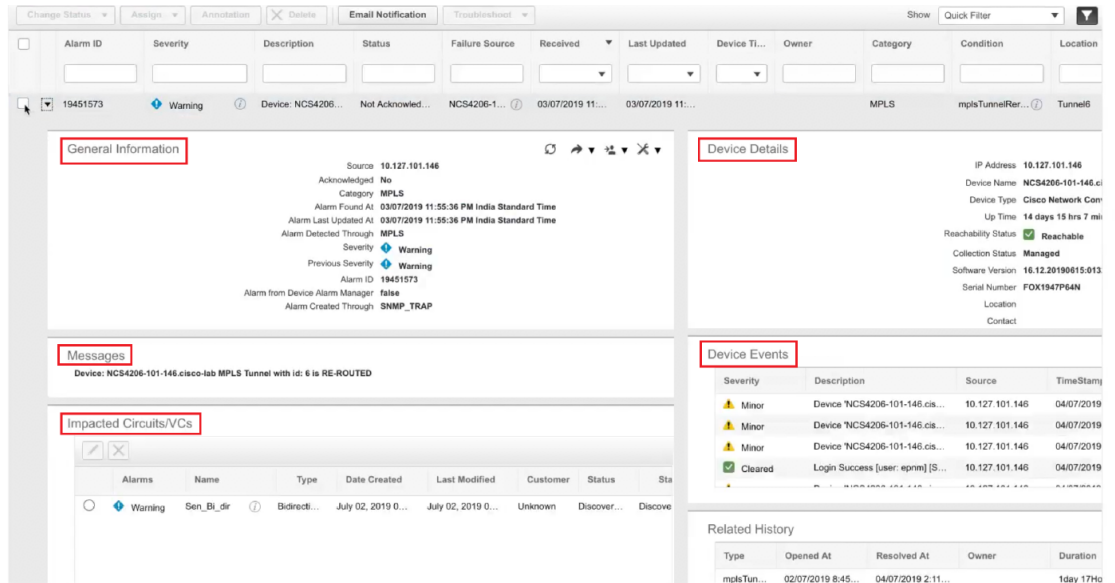 Change Status Assign Annotation Delete Email Notification Troubleshoot Show Quick Filter
Alarm ID Severity Description Status Failure Source Received Last Updated Device Ti... Owner Category Condition Location
19451573 Warning Device: NCS4206... Not Acknowled... NCS4206-1... 03/07/2019 11:... 03/07/2019 11:... MPLS mplsTunnelRer... Tunnel6
General Information
Source 10.127.101.146
Acknowledged No
Category MPLS
Alarm Found At 03/07/2019 11:55:36 PM India Standard Time
Alarm Last Updated At 03/07/2019 11:55:36 PM India Standard Time
Alarm Detected Through MPLS
Severity Warning
Previous Severity Warning
Alarm ID 19451573
Alarm from Device Alarm Manager false
Alarm Created Through SNMP_TRAP
Messages
Device: NCS4206-101-146.cisco-lab MPLS Tunnel with id: 6 is RE-ROUTED
Impacted Circuits/VCs
Alarms Name Type Date Created Last Modified Customer Status Sta
Warning Sen_Bi_dir Bidirecti... July 02, 2019 0... July 02, 2019 0... Unknown Discover... Discove
Device Details
IP Address 10.127.101.146
Device Name NCS4206-101-146.ci
Device Type Cisco Network Con
Up Time 14 days 15 hrs 7 mi
Reachability Status Reachable
Collection Status Managed
Software Version 16.12.20190615:013
Serial Number FOX1947P64N
Location
Contact
Device Events
Severity Description Source TimeStamp
Minor Device 'NCS4206-101-146.cis... 10.127.101.146 04/07/2019
Minor Device 'NCS4206-101-146.cis... 10.127.101.146 04/07/2019
Minor Device 'NCS4206-101-146.cis... 10.127.101.146 04/07/2019
Cleared Login Success [user: epnm] [S... 10.127.101.146 04/07/2019
Related History
Type Opened At Resolved At Owner Duration
mplsTun... 02/07/2019 8:45... 04/07/2019 2:11... 1day 17H